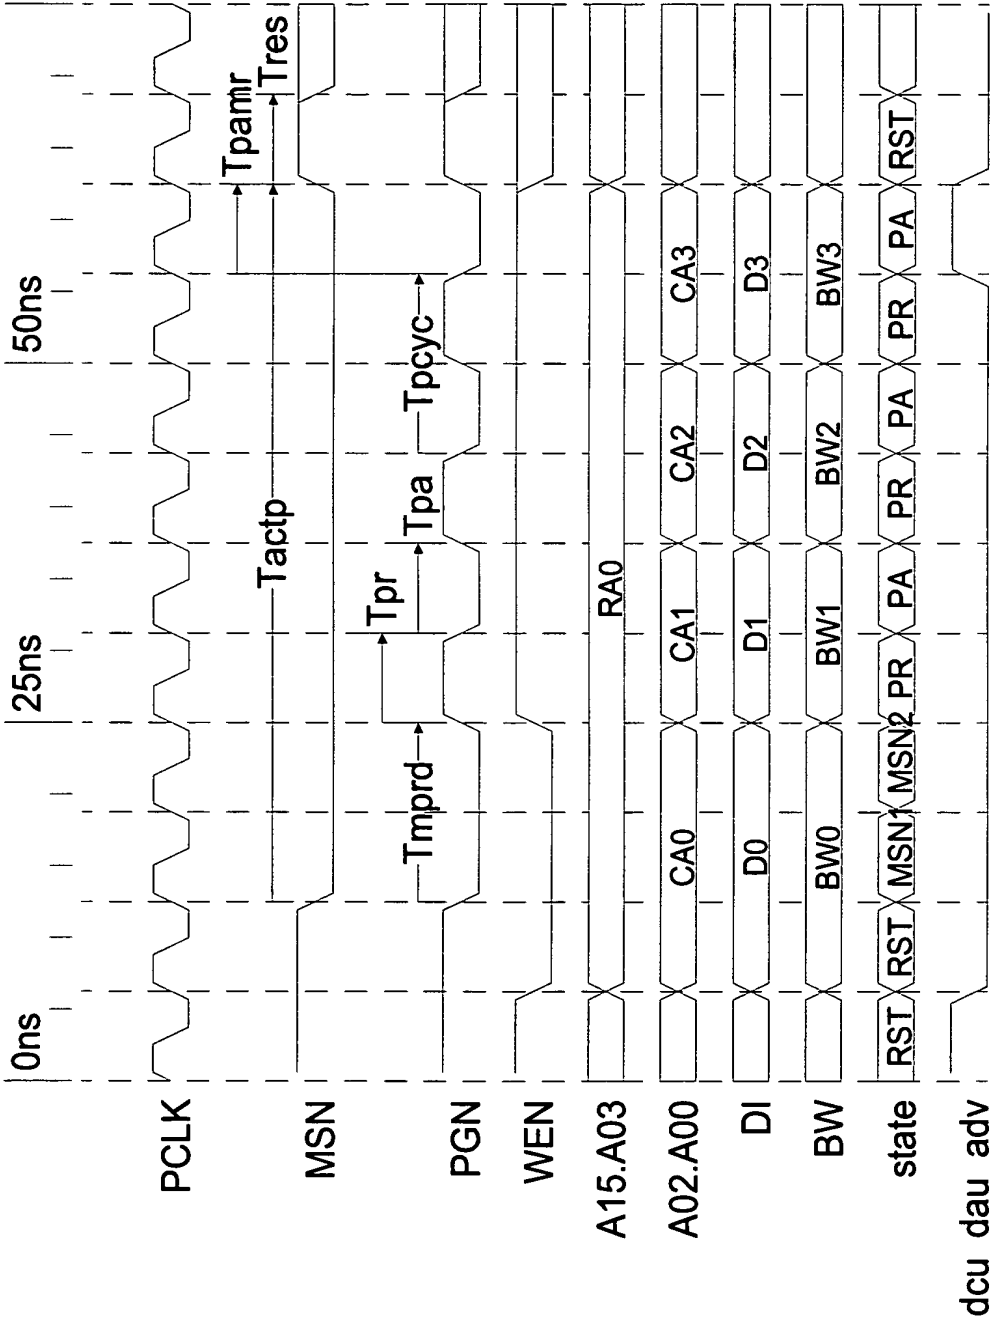 0ns 25ns 50ns
PCLK
Tactp Tres
MSN
Tpamr
Tpr
Tmprd Tpa Tpcyc
PGN
WEN
A15.A03 RA0
A02.A00 CA0 CA1 CA2 CA3
DI D0 D1 D2 D3
BW BW0 BW1 BW2 BW3
state RST RST MSN1 MSN2 PR PA PR PA PR PA RST
dcu dau adv